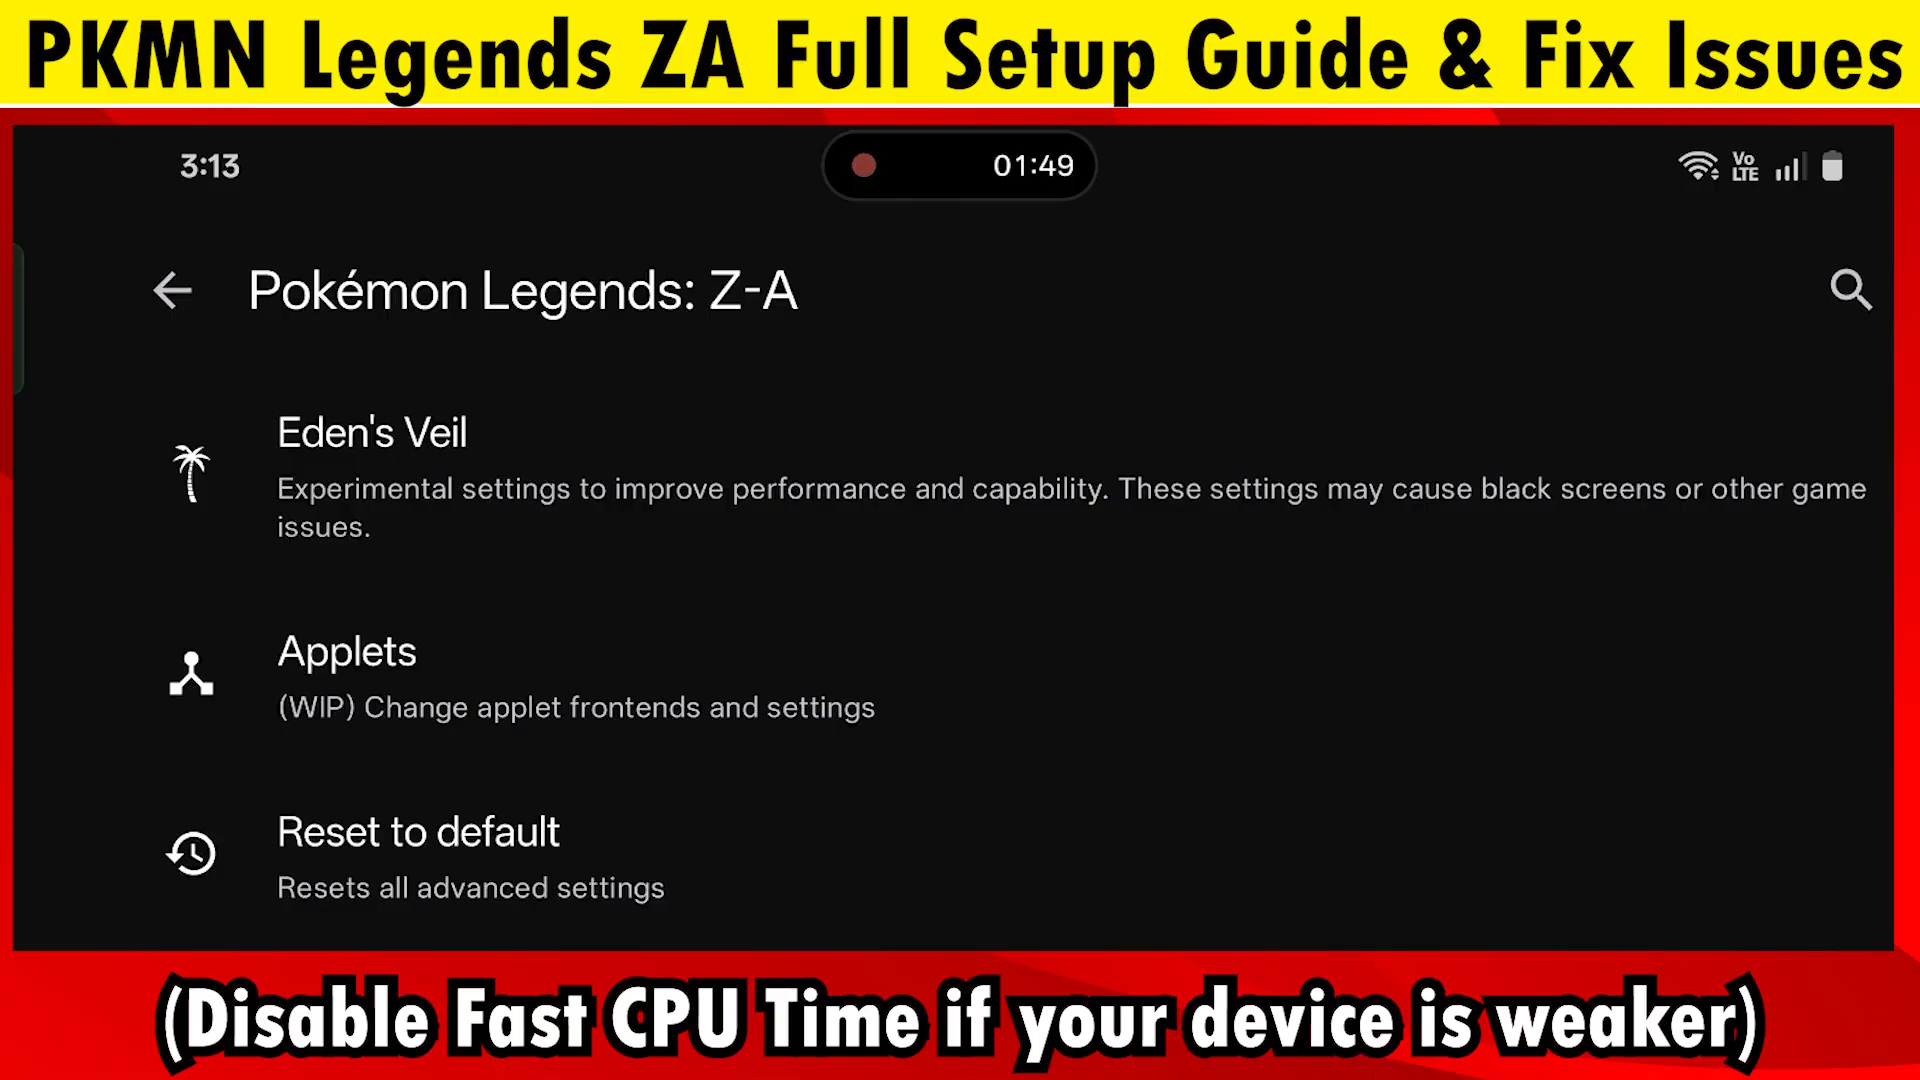 PKMN Legends ZA Full Setup Guide & Fix Issues
3:13
01:49
Vo
LTE
Pokémon Legends: Z-A
Eden's Veil
Experimental settings to improve performance and capability. These settings may cause black screens or other game
issues.
Applets
(WIP) Change applet frontends and settings
Reset to default
Resets all advanced settings
(Disable Fast CPU Time if your device is weaker)